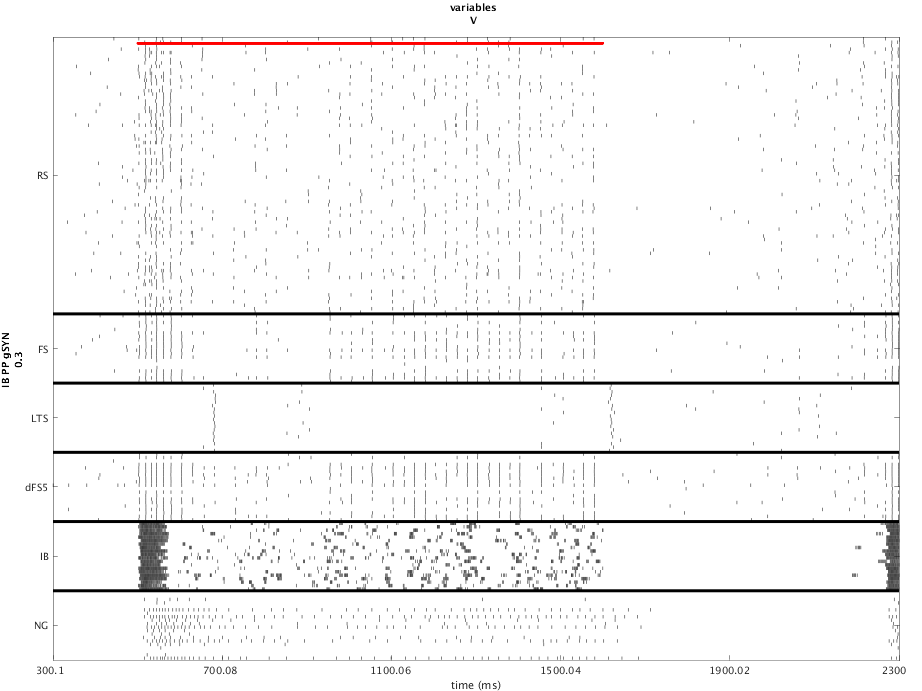 variables
V
RS
FS
LTS
dFS5
IB
NG
IB PP gSYN
0.3
300.1
700.08
1100.06
1500.04
1900.02
2300
time (ms)